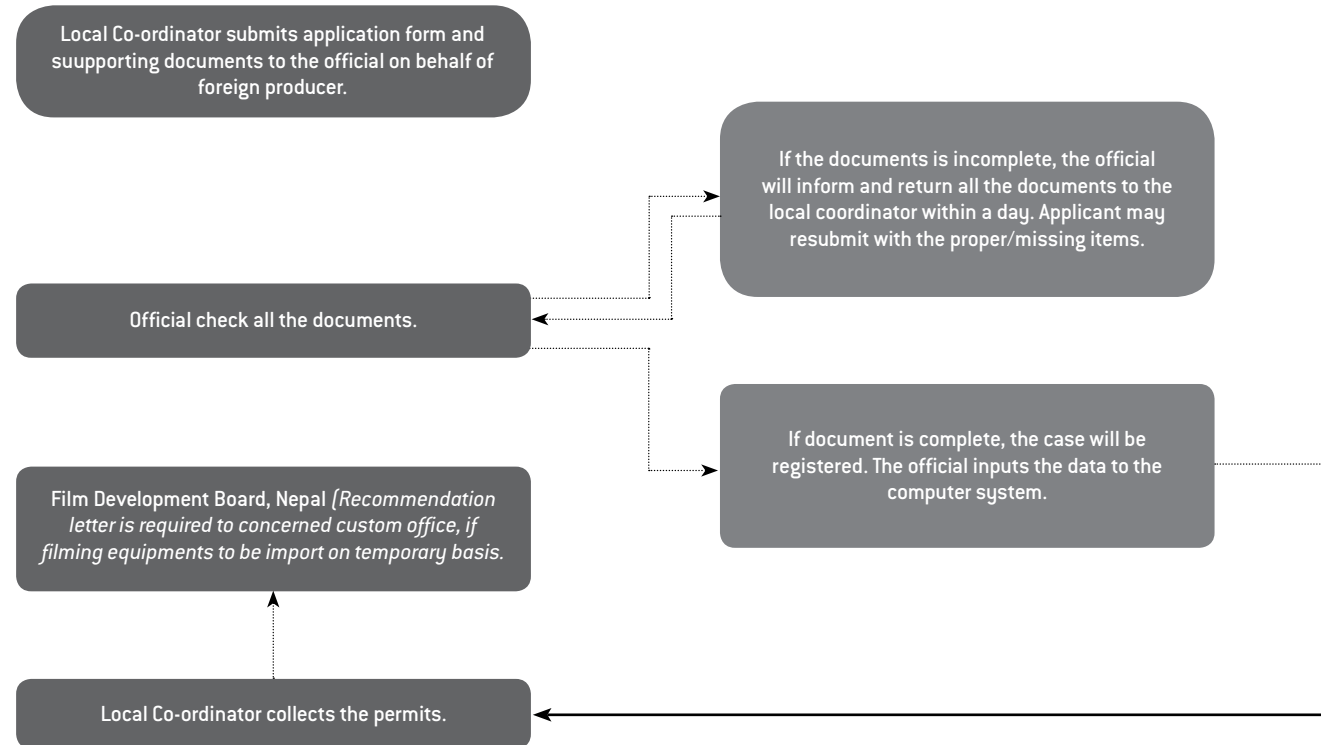 Local Co-ordinator submits application form and
suupporting documents to the official on behalf of
foreign producer.
If the documents is incomplete, the official
will inform and return all the documents to the
local coordinator within a day. Applicant may
resubmit with the proper/missing items.
Official check all the documents.
If document is complete, the case will be
registered. The official inputs the data to the
computer system.
Film Development Board, Nepal (Recommendation
letter is required to concerned custom office, if
filming equipments to be import on temporary basis.
Local Co-ordinator collects the permits.